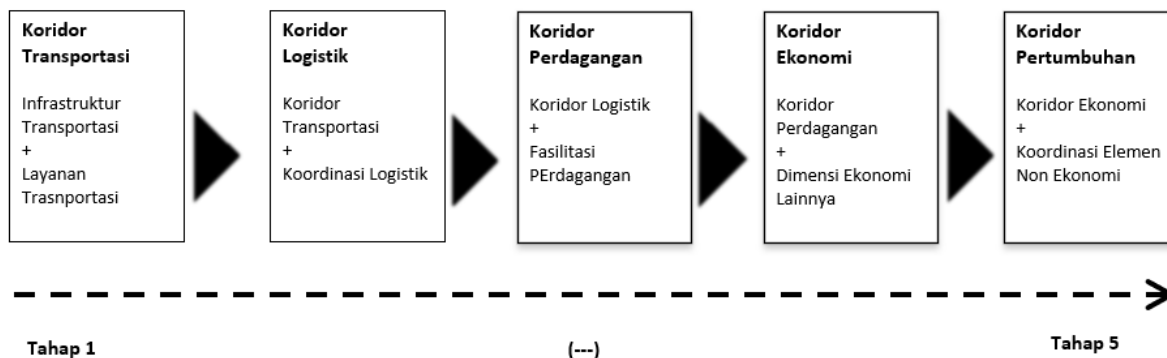 Koridor
Transportasi
Infrastruktur
Transportasi
+
Layanan
Trasnportasi
Koridor
Logistik
Koridor
Transportasi
+
Koordinasi Logistik
Koridor
Perdagangan
Koridor Logistik
+
Fasilitasi
PErdagangan
Koridor
Ekonomi
Koridor
Perdagangan
+
Dimensi Ekonomi
Lainnya
Koridor
Pertumbuhan
Koridor Ekonomi
+
Koordinasi Elemen
Non Ekonomi
Tahap 1
(---)
Tahap 5